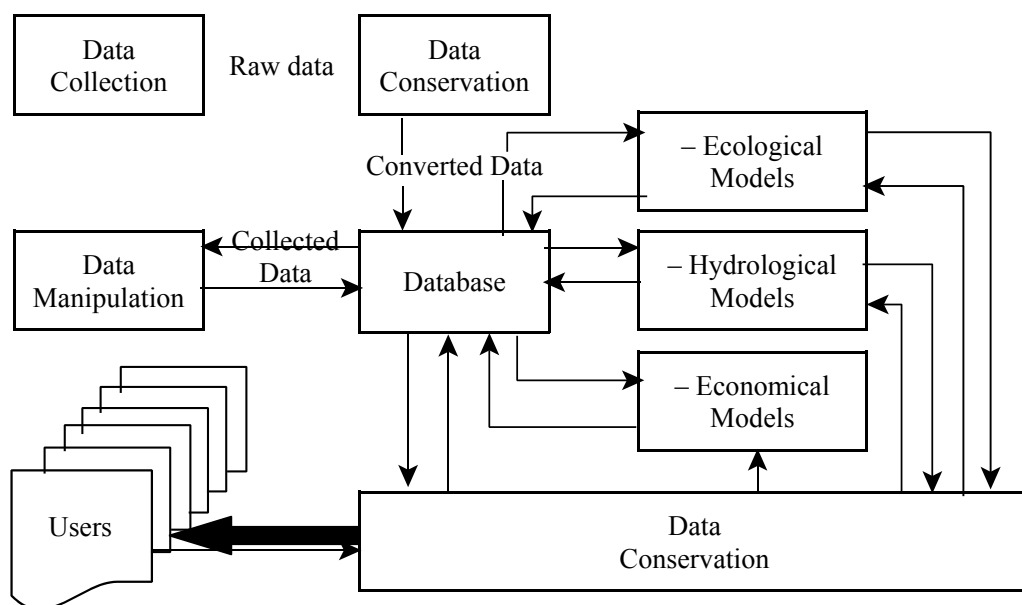 Data
Collection
Raw data
Data
Conservation
Converted Data
– Ecological
Models
Data
Manipulation
Collected
Data
Database
– Hydrological
Models
– Economical
Models
Users
Data
Conservation